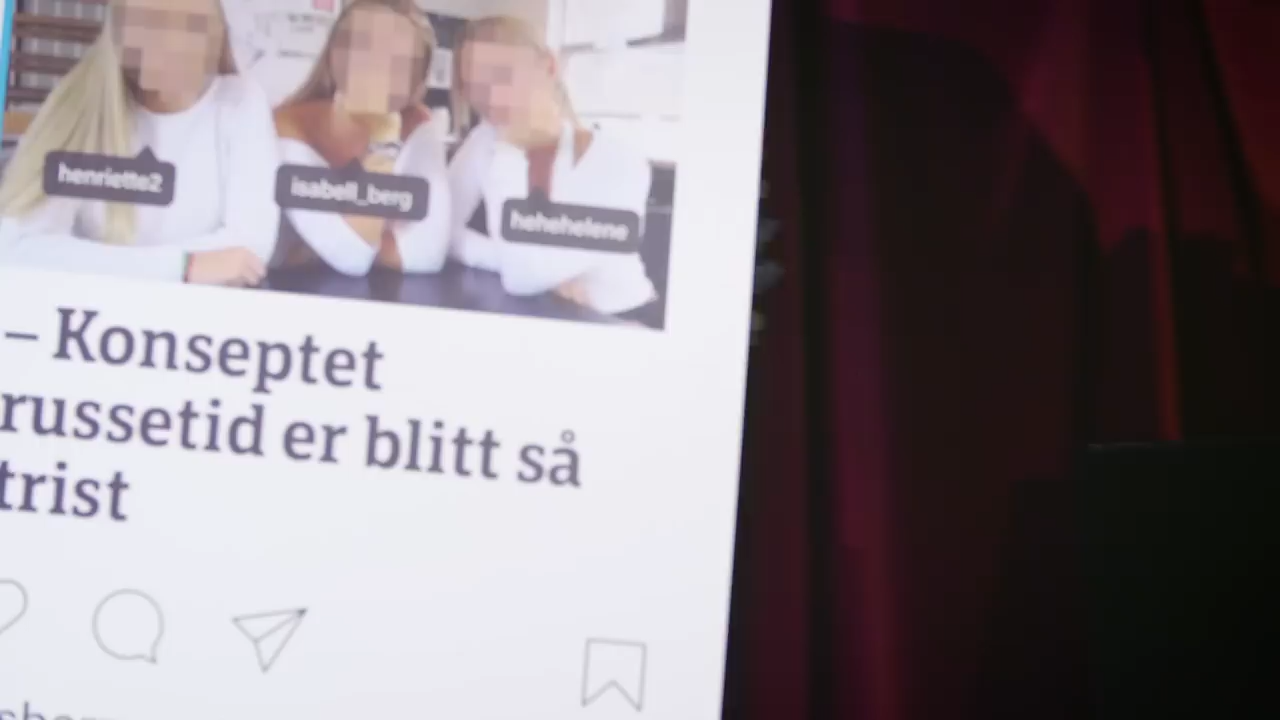 henriette2
isabell_berg
hehehelene
– Konseptet
russetid er blitt så
trist